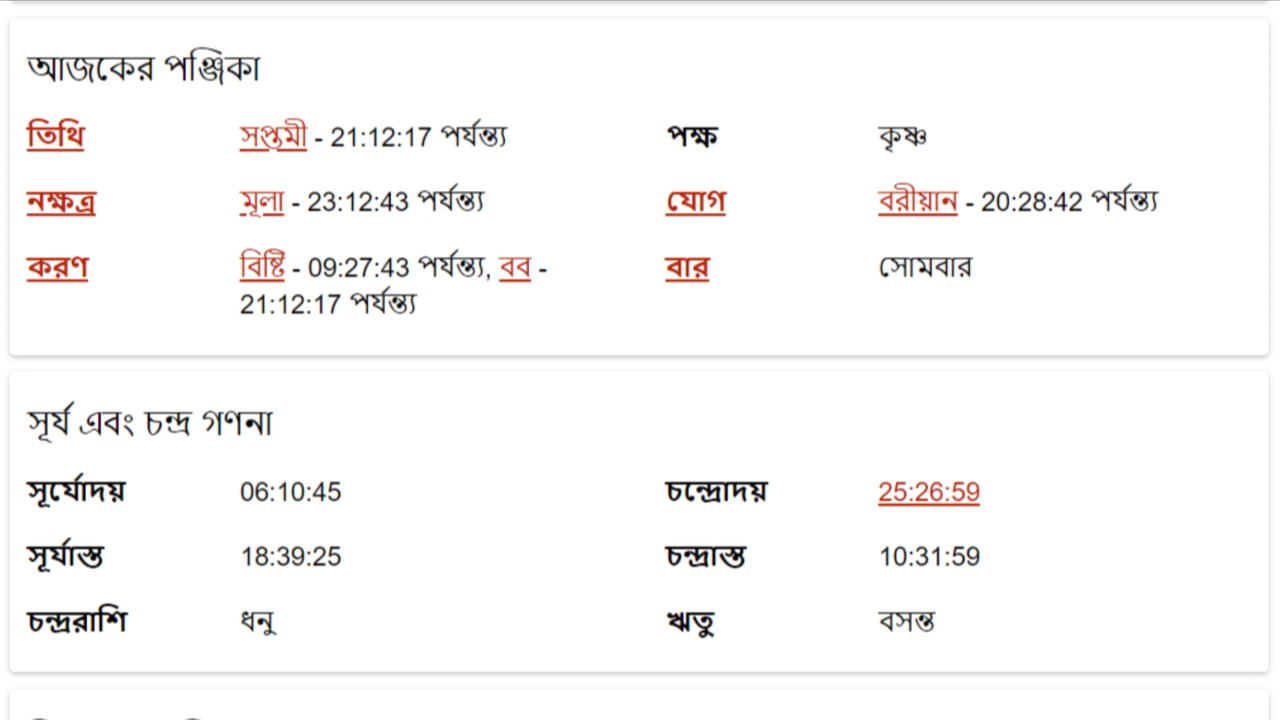 আজকের পঞ্জিকা
তিথি সপ্তমী - 21:12:17 পর্যন্ত্য পক্ষ কৃষ্ণ
নক্ষত্র মূলা - 23:12:43 পর্যন্ত্য যোগ বরীয়ান - 20:28:42 পর্যন্ত্য
করণ বিষ্টি - 09:27:43 পর্যন্ত্য, বব - বার সোমবার
21:12:17 পর্যন্ত্য
সূর্য এবং চন্দ্র গণনা
সূর্যোদয় 06:10:45 চন্দ্রোদয় 25:26:59
সূর্যাস্ত 18:39:25 চন্দ্রাস্ত 10:31:59
চন্দ্ররাশি ধনু ঋতু বসন্ত